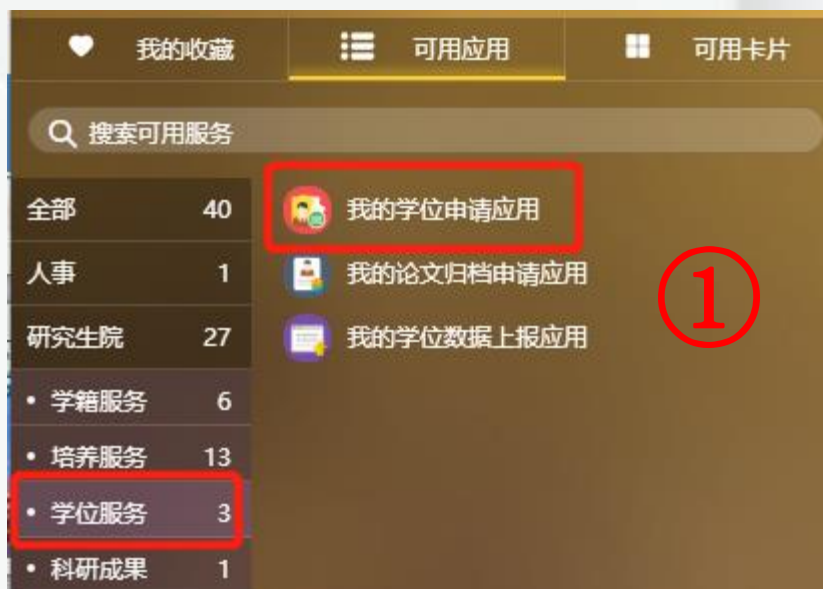 我的收藏 可用应用 可用卡片
搜索可用服务
全部 40 我的学位申请应用
人事 1 我的论文归档申请应用
①
研究生院 27 我的学位数据上报应用
• 学籍服务 6
• 培养服务 13
• 学位服务 3
• 科研成果 1